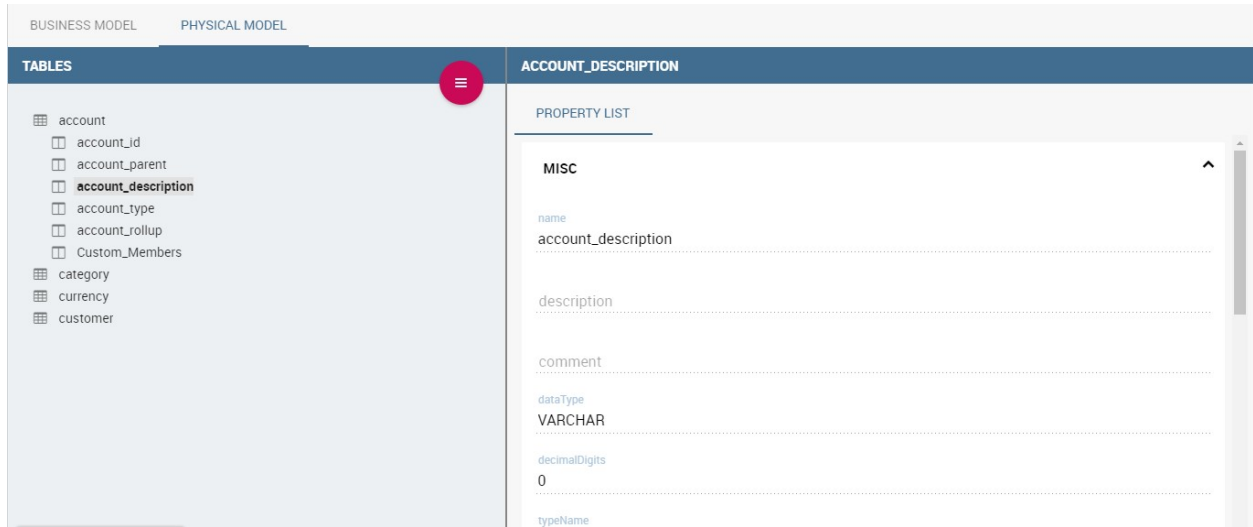 BUSINESS MODEL
PHYSICAL MODEL
TABLES
account
account_id
account_parent
account_description
account_type
account_rollup
Custom_Members
category
currency
customer
ACCOUNT_DESCRIPTION
PROPERTY LIST
MISC
name
account_description
description
comment
dataType
VARCHAR
decimalDigits
0
typeName